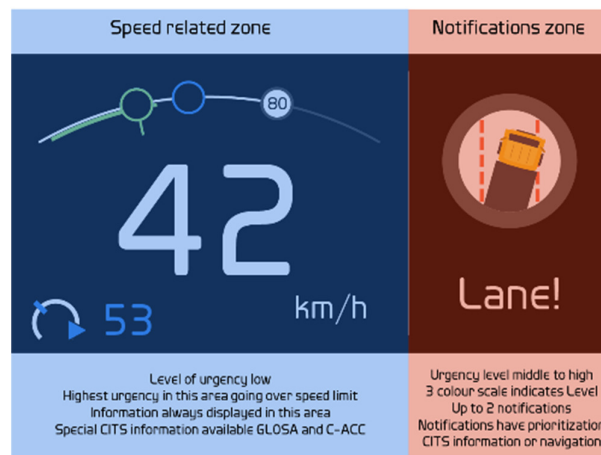 Speed related zone
Notifications zone
80
42
km/h
53
Lane!
Level of urgency low
Highest urgency in this area going over speed limit
Information always displayed in this area
Special CITS information available GLOSA and C-ACC
Urgency level middle to high
3 colour scale indicates Level
Up to 2 notifications
Notifications have prioritization
CITS information or navigation